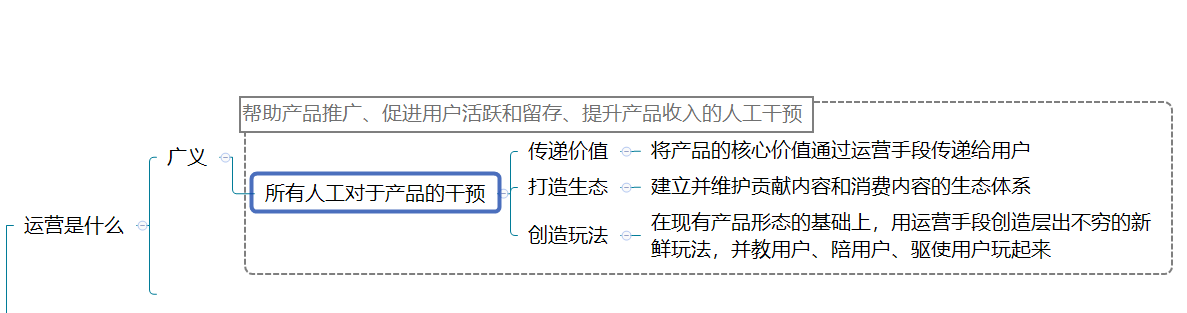 帮助产品推广、促进用户活跃和留存、提升产品收入的人工干预
运营是什么
广义
所有人工对于产品的干预
传递价值
将产品的核心价值通过运营手段传递给用户
打造生态
建立并维护贡献内容和消费内容的生态体系
创造玩法
在现有产品形态的基础上，用运营手段创造层出不穷的新
鲜玩法，并教用户、陪用户、驱使用户玩起来